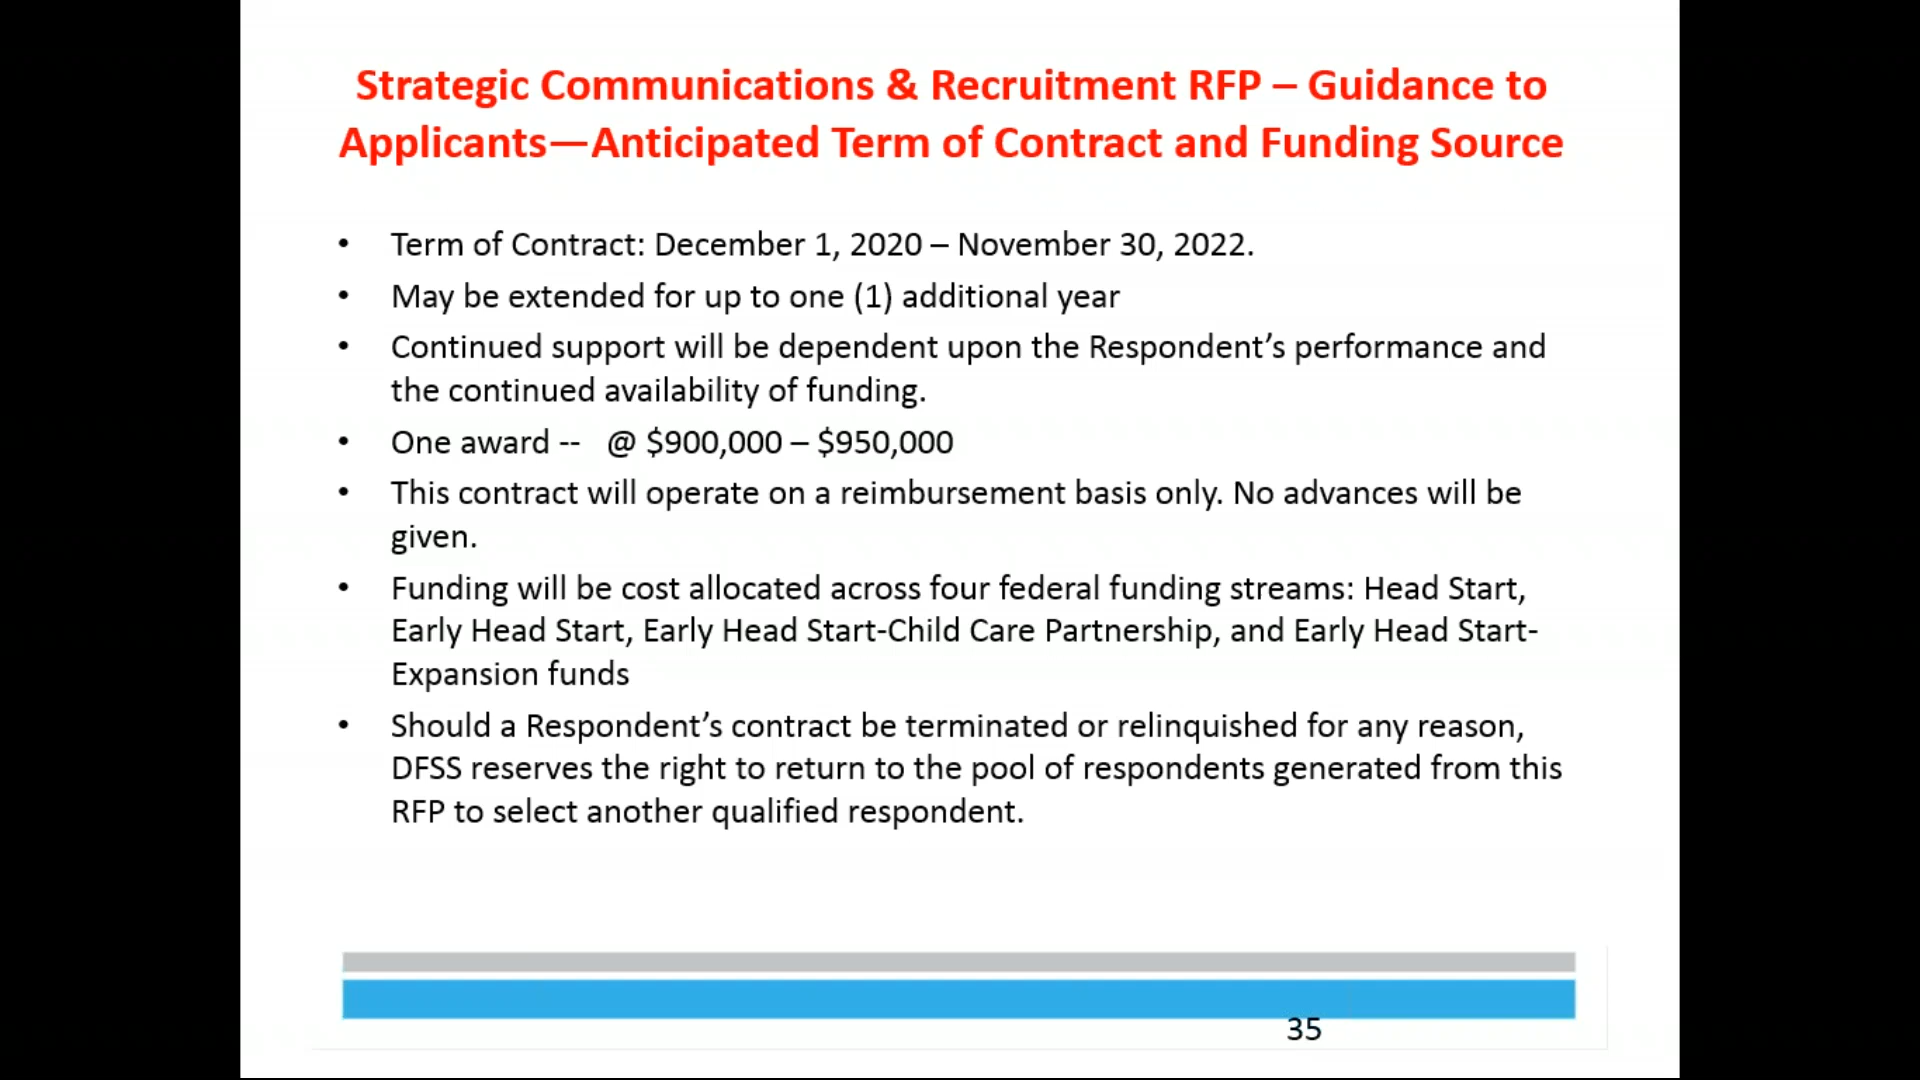 Strategic Communications & Recruitment RFP – Guidance to
Applicants—Anticipated Term of Contract and Funding Source
• Term of Contract: December 1, 2020 – November 30, 2022.
• May be extended for up to one (1) additional year
• Continued support will be dependent upon the Respondent’s performance and
the continued availability of funding.
• One award -- @ $900,000 – $950,000
• This contract will operate on a reimbursement basis only. No advances will be
given.
• Funding will be cost allocated across four federal funding streams: Head Start,
Early Head Start, Early Head Start-Child Care Partnership, and Early Head Start-
Expansion funds
• Should a Respondent’s contract be terminated or relinquished for any reason,
DFSS reserves the right to return to the pool of respondents generated from this
RFP to select another qualified respondent.
35